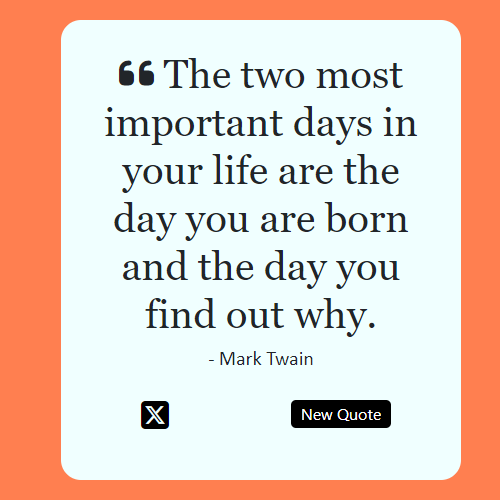 ❝ The two most
important days in
your life are the
day you are born
and the day you
find out why.
- Mark Twain
X
New Quote